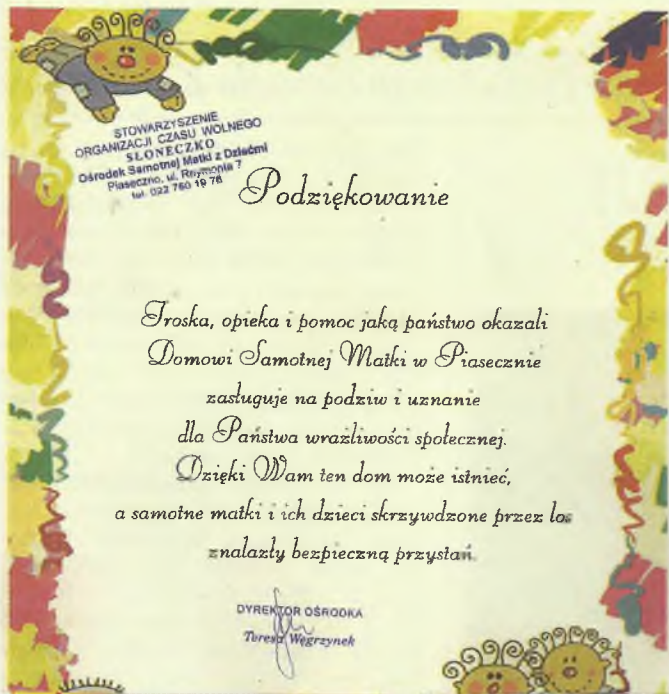 STOWARZYSZENIE
ORGANIZACJI CZASU WOLNEGO
SŁONECZKO
Ośrodek Samotnej Matki z Dziećmi
Piaseczno, ul. Reymonta 7
tel. 022 750 19 78
Podziękowanie
Troska, opieka i pomoc jaką państwo okazali
Domowi Samotnej Matki w Piasecznie
zasługuje na podziw i uznanie
dla Państwa wrażliwości społecznej.
Dzięki Wam ten dom może istnieć,
a samotne matki i ich dzieci skrzywdzone przez los
znalazły bezpieczną przystań.
DYREKTOR OŚRODKA
Teresa Węgrzynek